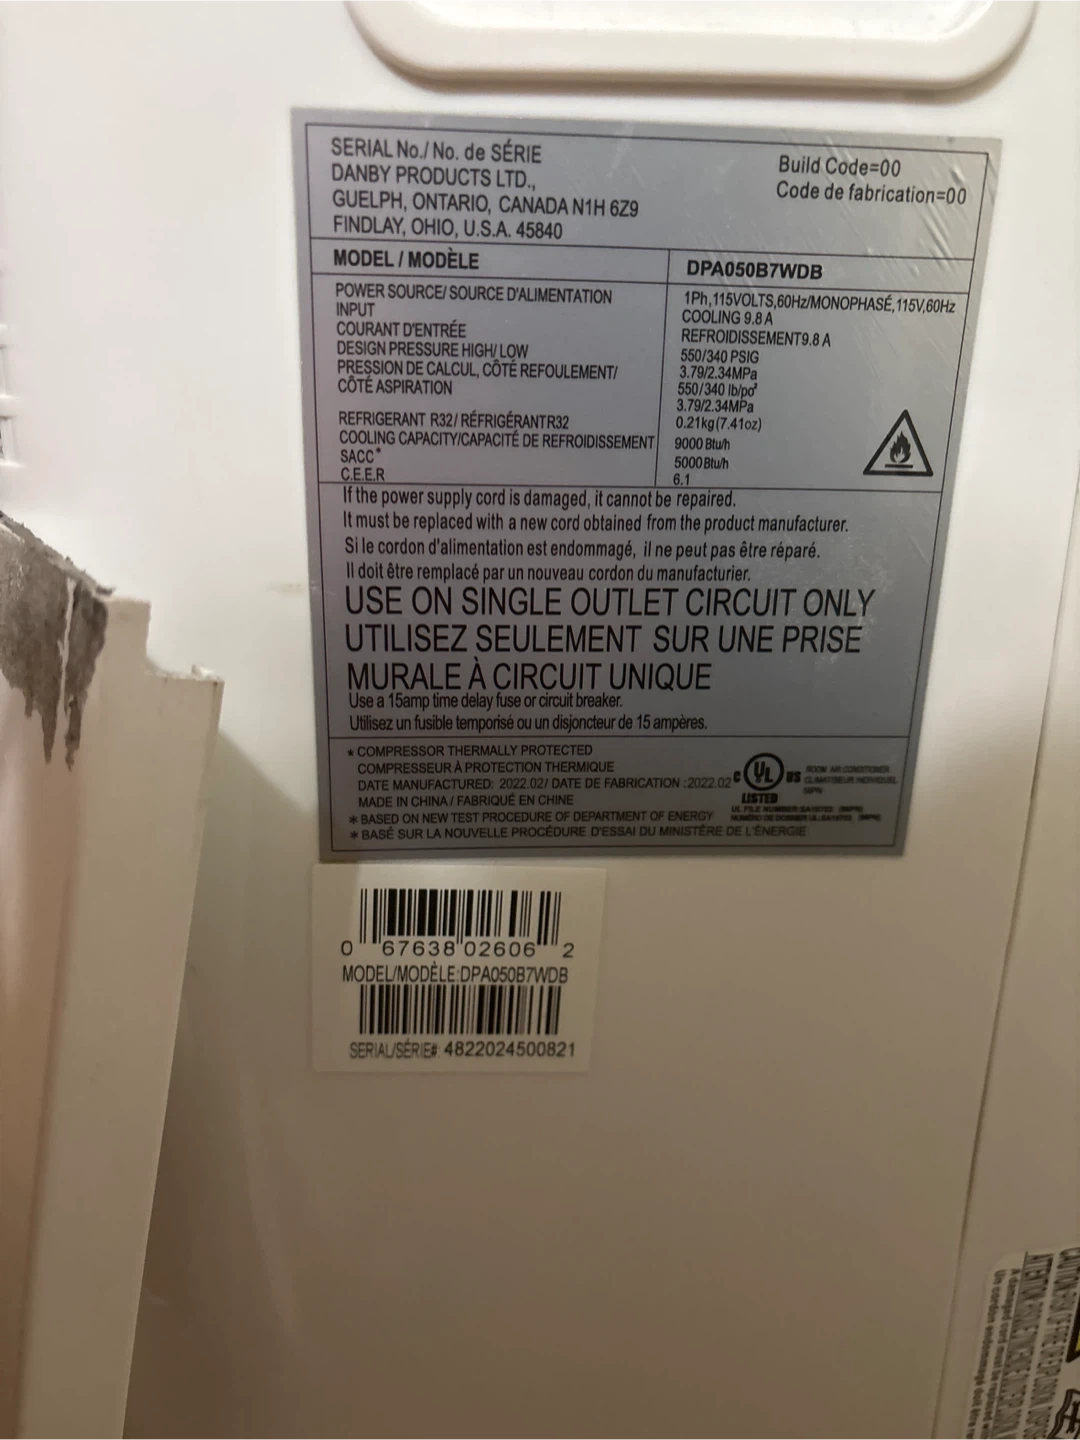 SERIAL No./ No. de SÉRIE
DANBY PRODUCTS LTD.,
GUELPH, ONTARIO, CANADA N1H 6Z9
FINDLAY, OHIO, U.S.A. 45840
Build Code=00
Code de fabrication=00
MODEL / MODÈLE DPA050B7WDB
POWER SOURCE/ SOURCE D'ALIMENTATION 1Ph,115VOLTS,60Hz/MONOPHASÉ,115V,60Hz
INPUT COOLING 9.8 A
COURANT D'ENTRÉE REFROIDISSEMENT9.8 A
DESIGN PRESSURE HIGH/ LOW 550/340 PSIG
3.79/2.34MPa
PRESSION DE CALCUL, CÔTÉ REFOULEMENT/ 550/340 lb/po²
CÔTÉ ASPIRATION 3.79/2.34MPa
REFRIGERANT R32/ RÉFRIGÉRANTR32 0.21kg(7.41oz)
COOLING CAPACITY/CAPACITÉ DE REFROIDISSEMENT 9000 Btu/h
SACC* 5000Btu/h
C.E.E.R 6.1
If the power supply cord is damaged, it cannot be repaired.
It must be replaced with a new cord obtained from the product manufacturer.
Si le cordon d'alimentation est endommagé, il ne peut pas être réparé.
Il doit être remplacé par un nouveau cordon du manufacturier.
USE ON SINGLE OUTLET CIRCUIT ONLY
UTILISEZ SEULEMENT SUR UNE PRISE
MURALE À CIRCUIT UNIQUE
Use a 15amp time delay fuse or circuit breaker.
Utilisez un fusible temporisé ou un disjoncteur de 15 ampères.
* COMPRESSOR THERMALLY PROTECTED
COMPRESSEUR À PROTECTION THERMIQUE
DATE MANUFACTURED: 2022.02/ DATE DE FABRICATION :2022.02
MADE IN CHINA / FABRIQUÉ EN CHINE
* BASED ON NEW TEST PROCEDURE OF DEPARTMENT OF ENERGY
* BASÉ SUR LA NOUVELLE PROCÉDURE D'ESSAI DU MINISTÈRE DE L'ÉNERGIE
C UL US
LISTED
ROOM AIR CONDITIONER
CLIMATISEUR INDIVIDUEL
0 67638 02606 2
MODEL/MODÈLE:DPA050B7WDB
SERIAL/SÉRIE#: 4822024500821